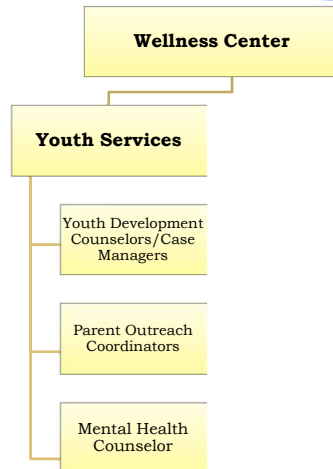 Wellness Center
Youth Services
Youth Development
Counselors/Case
Managers
Parent Outreach
Coordinators
Mental Health
Counselor